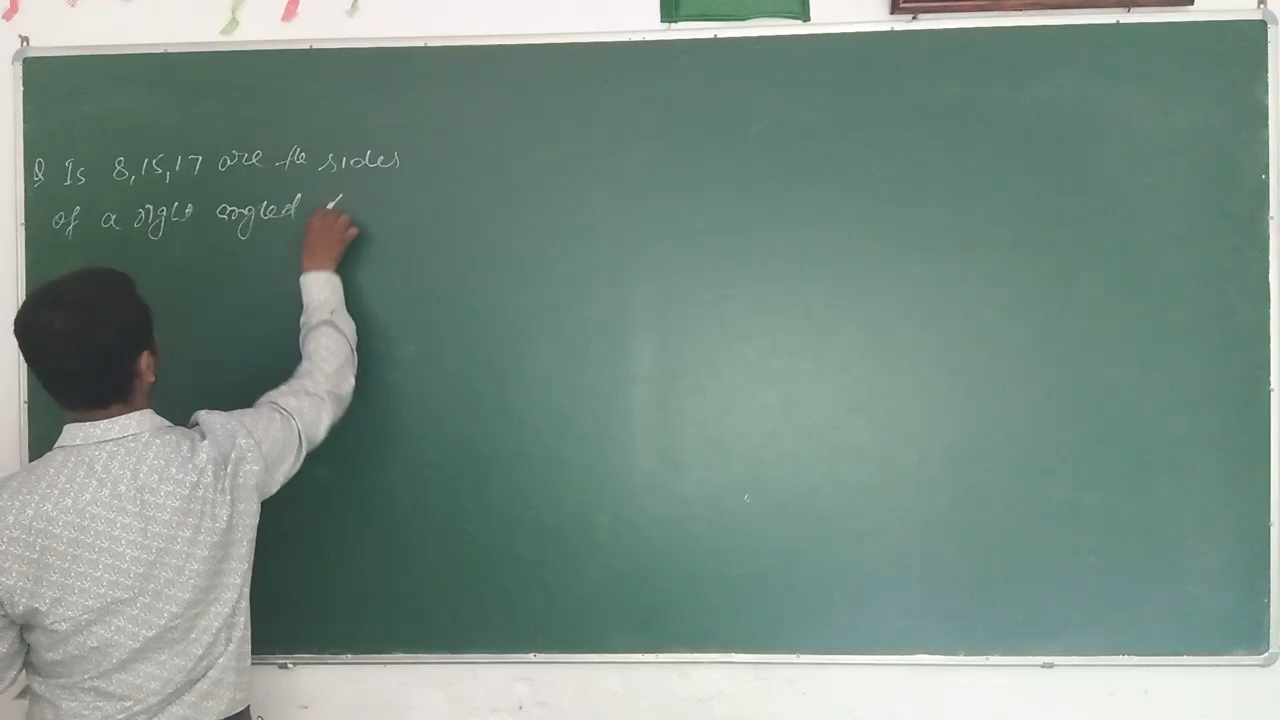 Q Is 8,15,17 are the sides
of a right angled